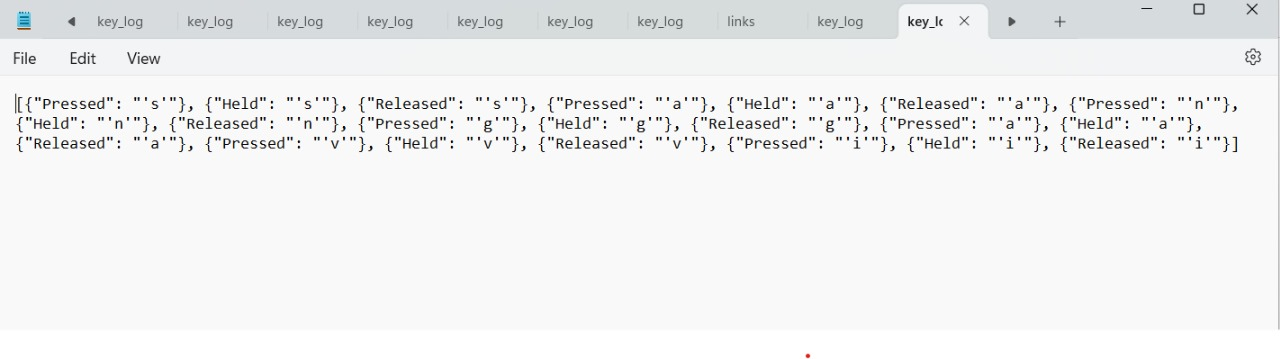 key_log key_log key_log key_log key_log key_log key_log links key_log key_lc
File Edit View
[{"Pressed": "'s'"}, {"Held": "'s'"}, {"Released": "'s'"}, {"Pressed": "'a'"}, {"Held": "'a'"}, {"Released": "'a'"}, {"Pressed": "'n'"},
{"Held": "'n'"}, {"Released": "'n'"}, {"Pressed": "'g'"}, {"Held": "'g'"}, {"Released": "'g'"}, {"Pressed": "'a'"}, {"Held": "'a'"},
{"Released": "'a'"}, {"Pressed": "'v'"}, {"Held": "'v'"}, {"Released": "'v'"}, {"Pressed": "'i'"}, {"Held": "'i'"}, {"Released": "'i'"}]